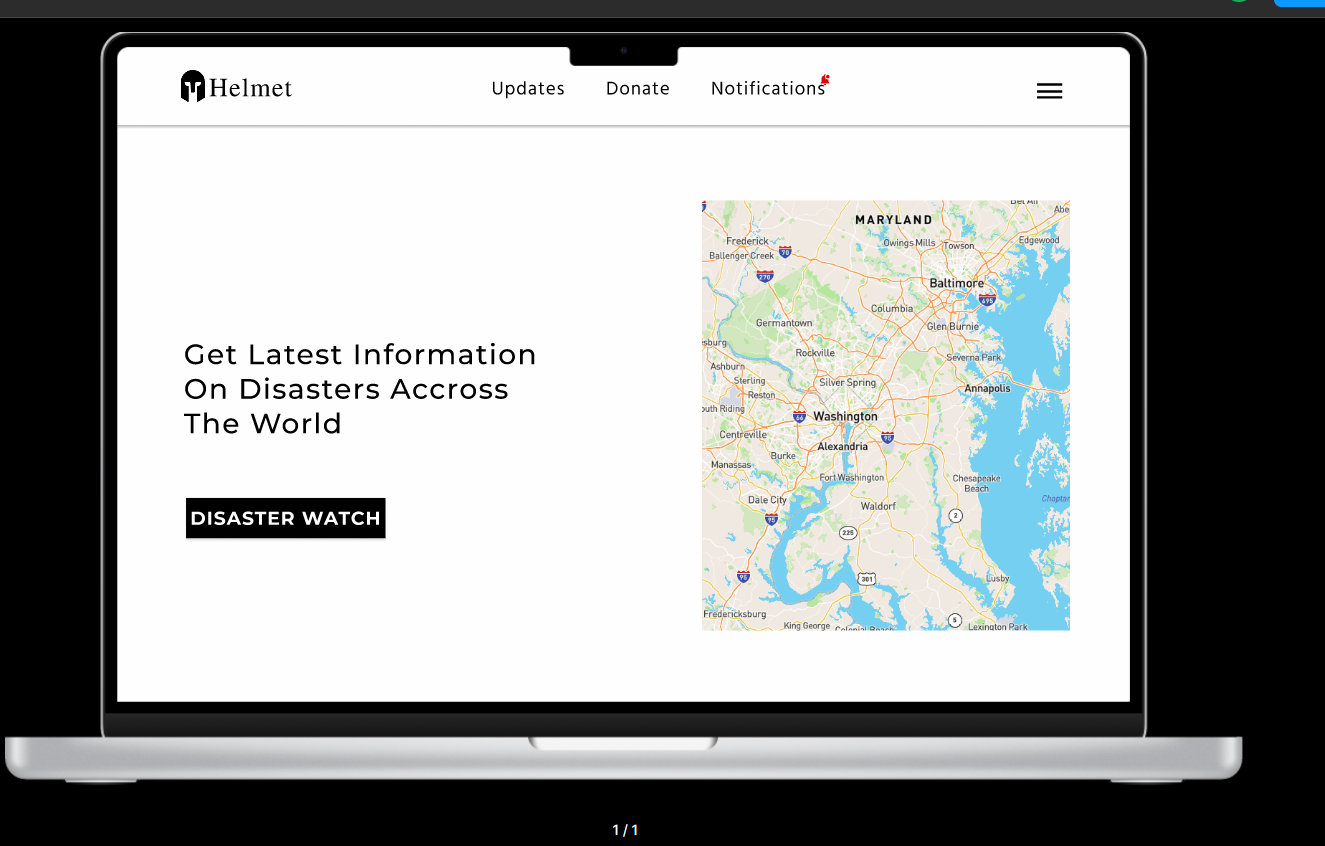 Helmet
Updates
Donate
Notifications
Get Latest Information
On Disasters Accross
The World
DISASTER WATCH
MARYLAND
Bel Air
Frederick
Owings Mills
Towson
Edgewood
Ballenger Creek
70
270
Baltimore
695
Columbia
Germantown
Glen Burnie
esburg
Rockville
Severna Park
Ashburn
Sterling
Silver Spring
Annapolis
Reston
outh Riding
66
Washington
Centreville
95
Alexandria
Burke
Manassas
Fort Washington
Chesapeake
Beach
Dale City
Waldorf
Choptan
95
2
225
95
301
Lusby
Fredericksburg
King George
5
Colonial Beach
Lexington Park
1 / 1